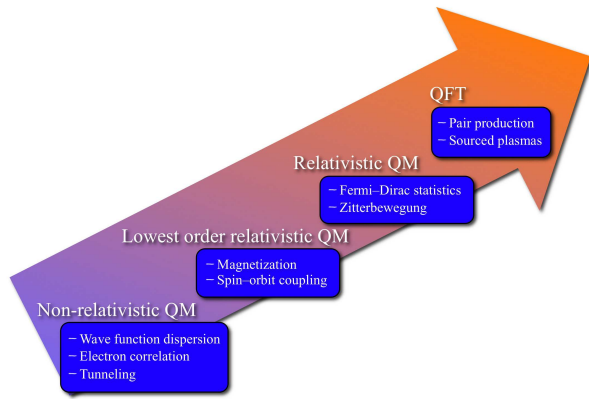 QFT
– Pair production
– Sourced plasmas
Relativistic QM
– Fermi–Dirac statistics
– Zitterbewegung
Lowest order relativistic QM
– Magnetization
– Spin–orbit coupling
Non-relativistic QM
– Wave function dispersion
– Electron correlation
– Tunneling